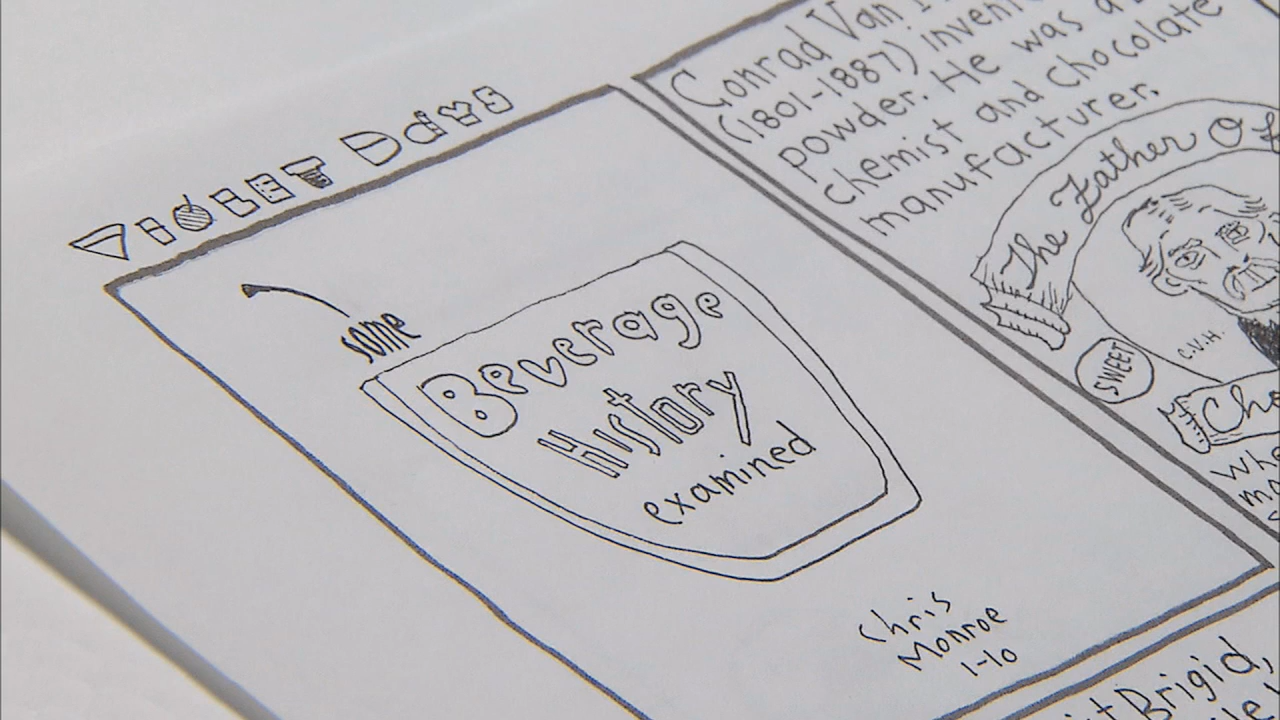 VIOLET DAYS
some
Beverage
History
examined
Chris
Monroe
1-10
Conrad Van
(1801-1887)
powder. He was a
chemist and chocolate
manufacturer.
The Father Of
SWEET
C.V.H.
Brigid,